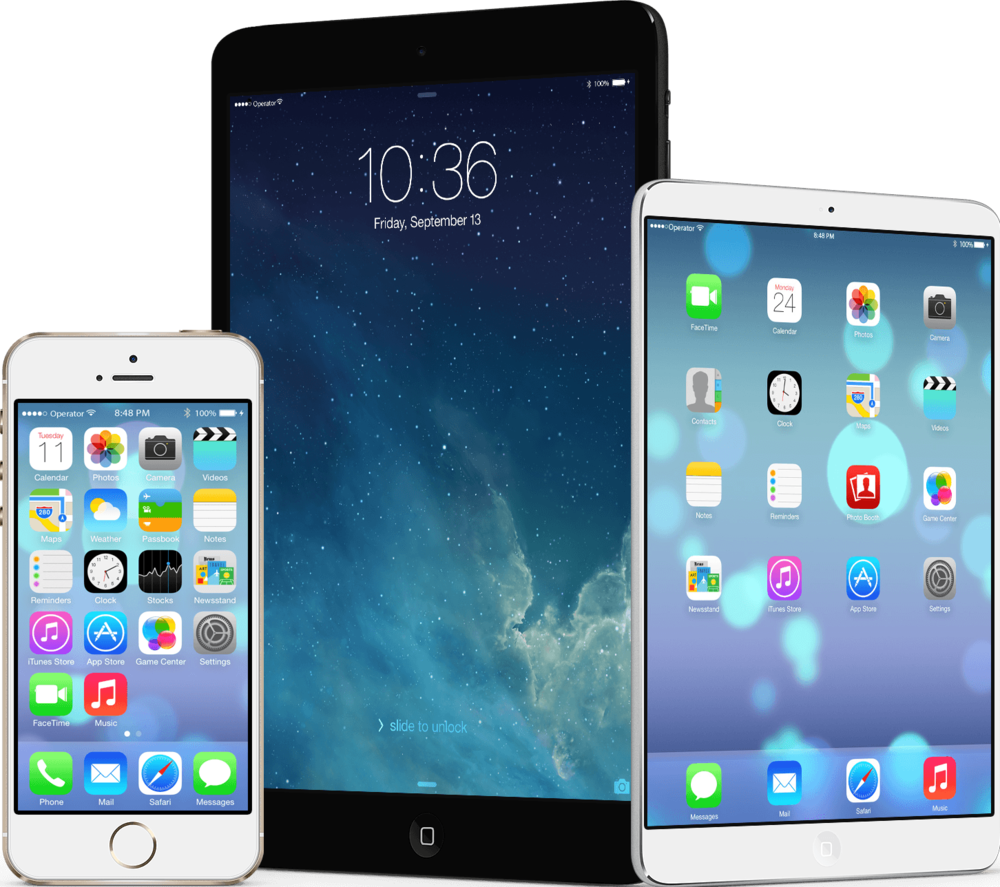 ●●●●○ Operator
8:48 PM
100%
Tuesday
11
Calendar
Photos
Camera
Videos
280
Maps
Weather
Passbook
Notes
Reminders
Clock
Stocks
Newsstand
iTunes Store
App Store
Game Center
Settings
FaceTime
Music
Phone
Mail
Safari
Messages
●●●●○ Operator
100%
10:36
Friday, September 13
slide to unlock
●●●●○ Operator
8:48 PM
100%
FaceTime
Monday
24
Calendar
Photos
Camera
Contacts
Clock
280
Maps
Videos
Notes
Reminders
Photo Booth
Game Center
Newsstand
iTunes Store
App Store
Settings
Messages
Mail
Safari
Music